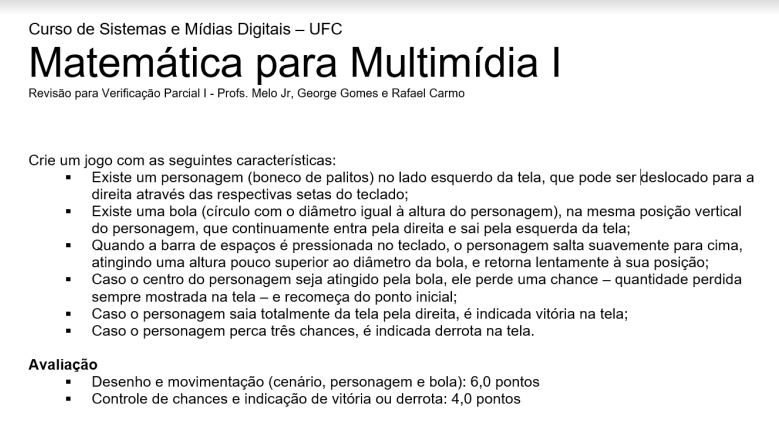 Curso de Sistemas e Mídias Digitais – UFC
Matemática para Multimídia I
Revisão para Verificação Parcial I - Profs. Melo Jr, George Gomes e Rafael Carmo
Crie um jogo com as seguintes características:
▪ Existe um personagem (boneco de palitos) no lado esquerdo da tela, que pode ser deslocado para a
direita através das respectivas setas do teclado;
▪ Existe uma bola (círculo com o diâmetro igual à altura do personagem), na mesma posição vertical
do personagem, que continuamente entra pela direita e sai pela esquerda da tela;
▪ Quando a barra de espaços é pressionada no teclado, o personagem salta suavemente para cima,
atingindo uma altura pouco superior ao diâmetro da bola, e retorna lentamente à sua posição;
▪ Caso o centro do personagem seja atingido pela bola, ele perde uma chance – quantidade perdida
sempre mostrada na tela – e recomeça do ponto inicial;
▪ Caso o personagem saia totalmente da tela pela direita, é indicada vitória na tela;
▪ Caso o personagem perca três chances, é indicada derrota na tela.
Avaliação
▪ Desenho e movimentação (cenário, personagem e bola): 6,0 pontos
▪ Controle de chances e indicação de vitória ou derrota: 4,0 pontos